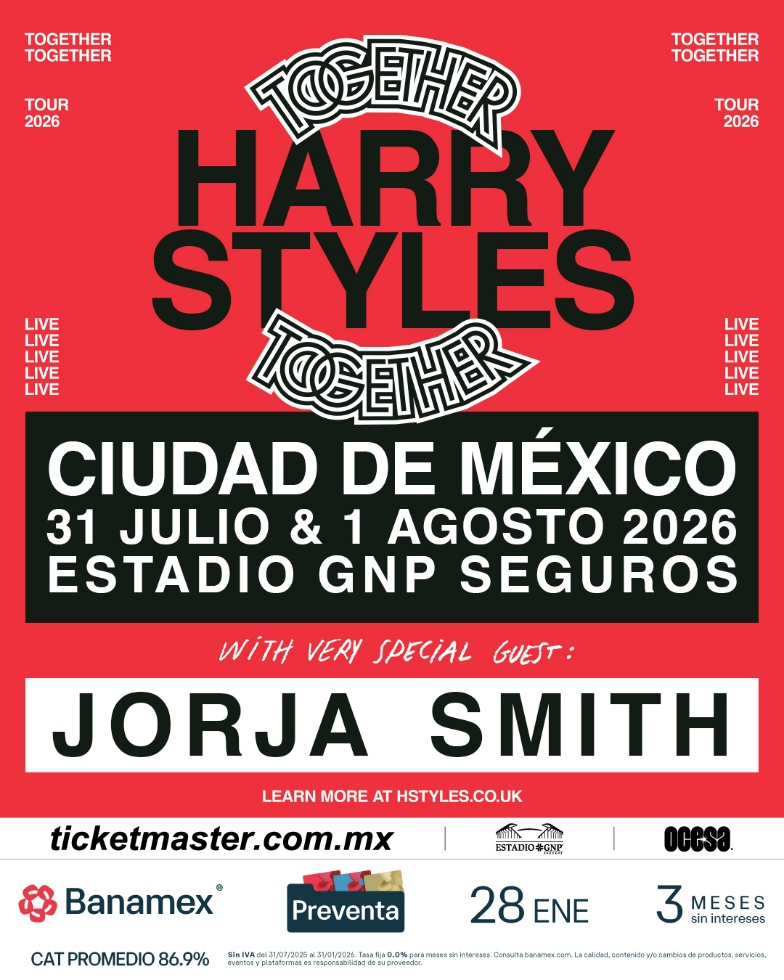 TOGETHER
TOGETHER
TOUR
2026
TOGETHER
TOGETHER
TOUR
2026
TOGETHER
HARRY
STYLES
TOGETHER
LIVE
LIVE
LIVE
LIVE
LIVE
LIVE
LIVE
LIVE
LIVE
LIVE
CIUDAD DE MÉXICO
31 JULIO & 1 AGOSTO 2026
ESTADIO GNP SEGUROS
WITH VERY SPECIAL GUEST:
JORJA SMITH
LEARN MORE AT HSTYLES.CO.UK
ticketmaster.com.mx
ESTADIO GNP
SEGUROS
ocesa.
Banamex®
Preventa
28 ENE
3 MESES
sin intereses
CAT PROMEDIO 86.9%
Sin IVA del 31/07/2025 al 31/01/2026. Tasa fija 0.0% para meses sin intereses. Consulta banamex.com. La calidad, contenido y/o cambios de productos, servicios,
eventos y plataformas es responsabilidad de su proveedor.